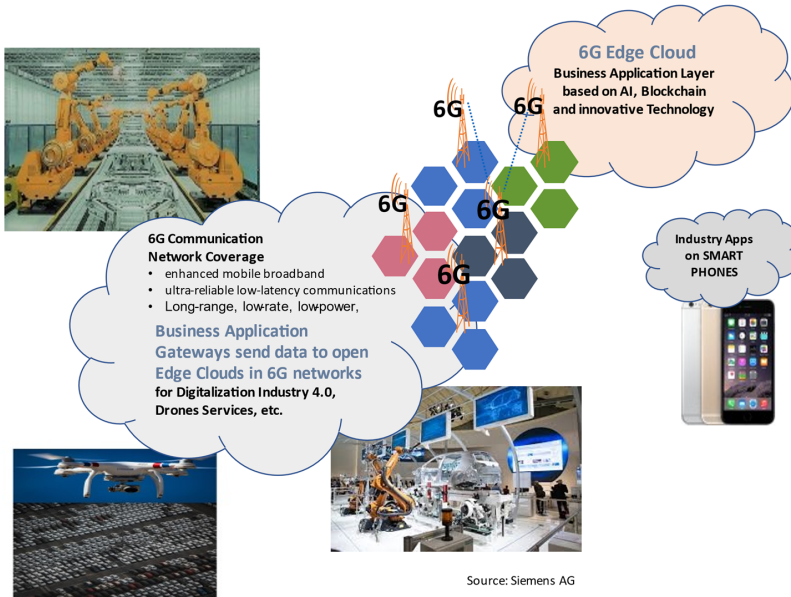 6G Edge Cloud
Business Application Layer
based on AI, Blockchain
and innovative Technology
6G
6G
6G
6G
6G
6G Communication
Network Coverage
• enhanced mobile broadband
• ultra-reliable low-latency communications
• Long-range, low-rate, low-power,
Business Application
Gateways send data to open
Edge Clouds in 6G networks
for Digitalization Industry 4.0,
Drones Services, etc.
Industry Apps
on SMART
PHONES
Source: Siemens AG